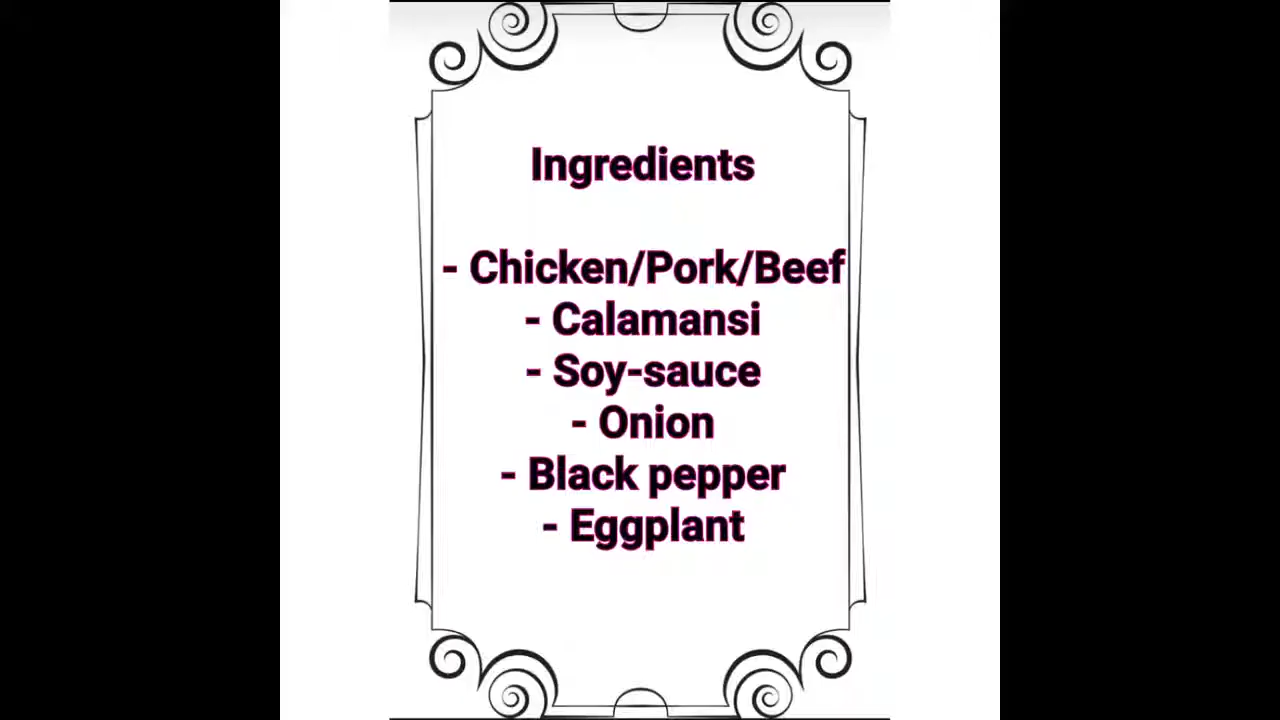 Ingredients
- Chicken/Pork/Beef
- Calamansi
- Soy-sauce
- Onion
- Black pepper
- Eggplant